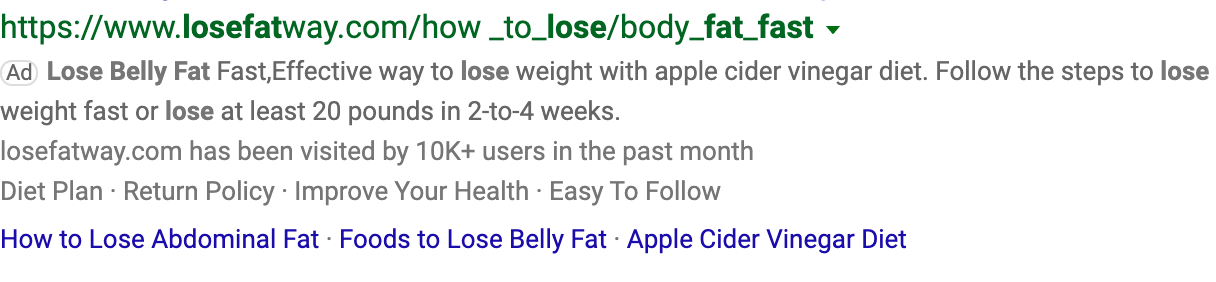 https://www.losefatway.com/how _to_lose/body_fat_fast
Ad Lose Belly Fat Fast,Effective way to lose weight with apple cider vinegar diet. Follow the steps to lose
weight fast or lose at least 20 pounds in 2-to-4 weeks.
losefatway.com has been visited by 10K+ users in the past month
Diet Plan · Return Policy · Improve Your Health · Easy To Follow
How to Lose Abdominal Fat · Foods to Lose Belly Fat · Apple Cider Vinegar Diet